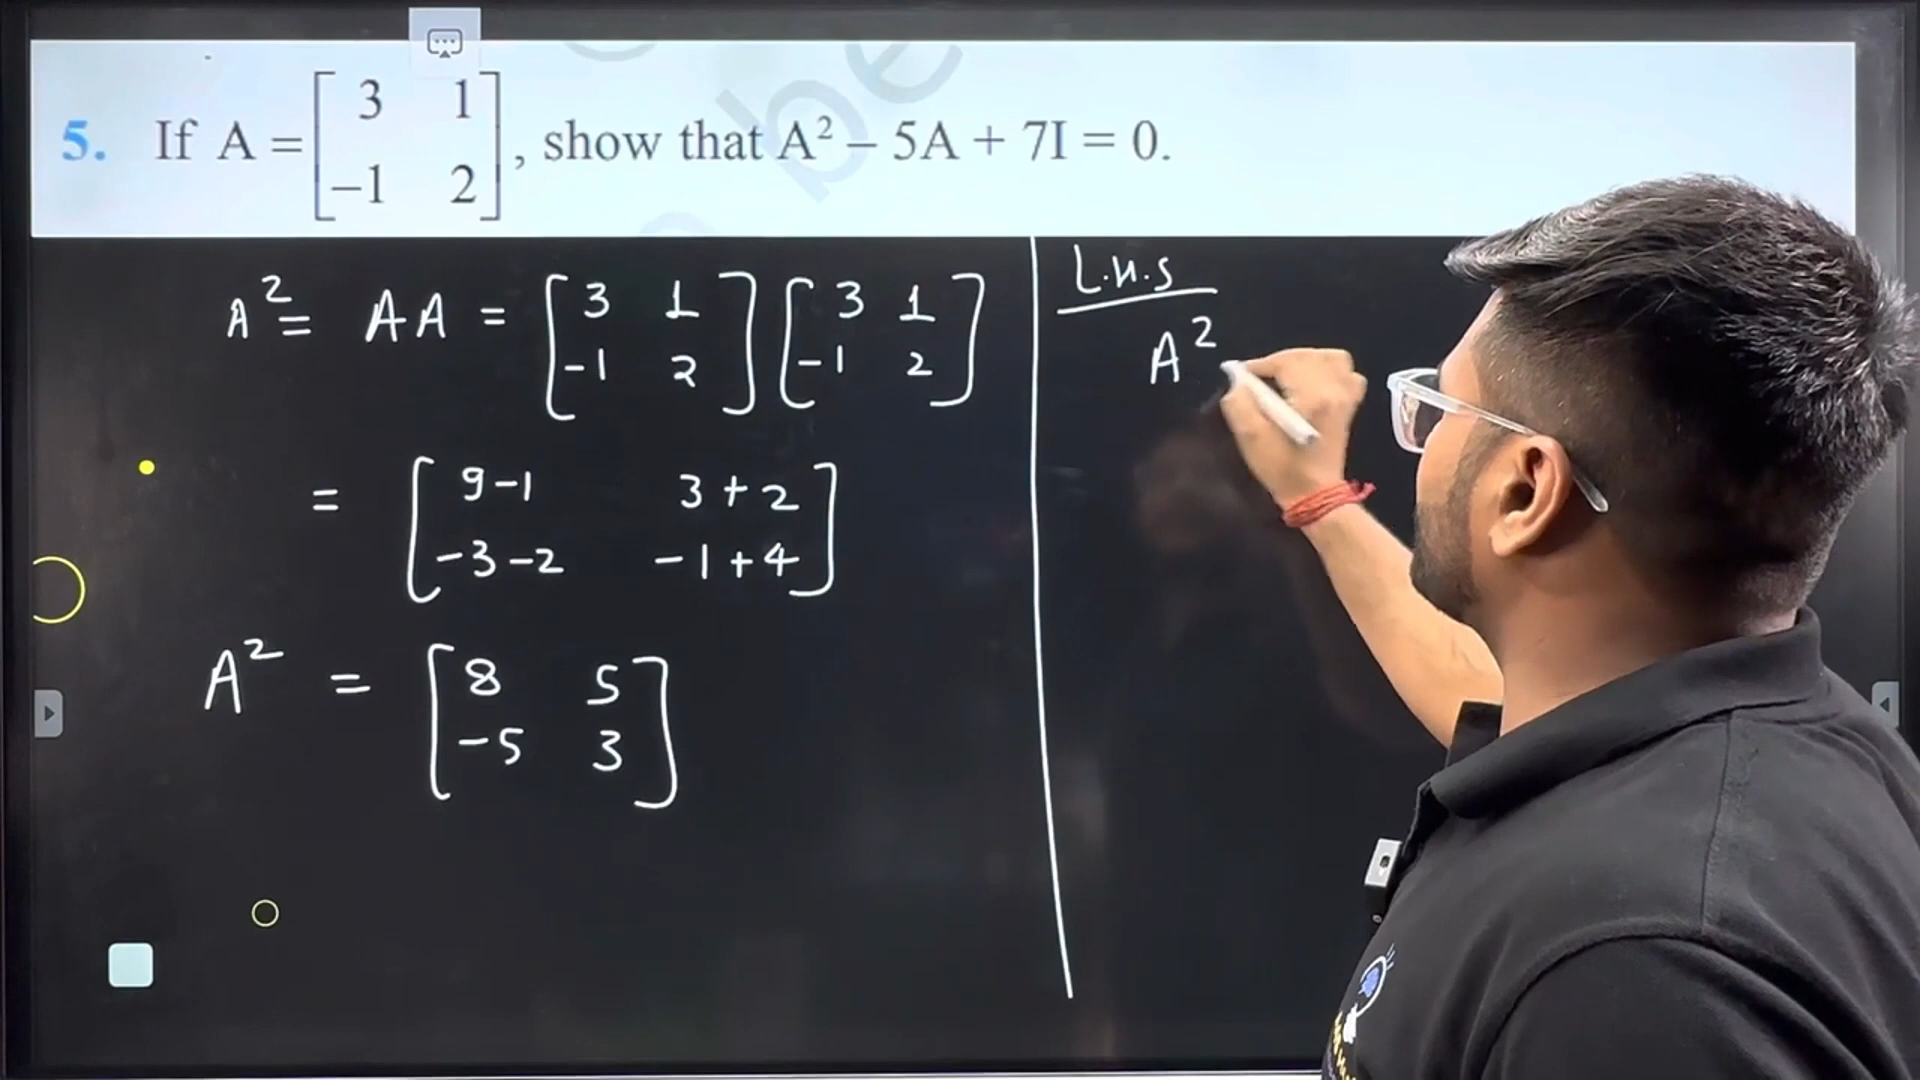 5. If A = [3 1
-1 2], show that A² – 5A + 7I = 0.
A² = AA = [3 1 [3 1
-1 2] -1 2]
= [9-1 3+2
-3-2 -1+4]
A² = [8 5
-5 3]
L.H.S
A²